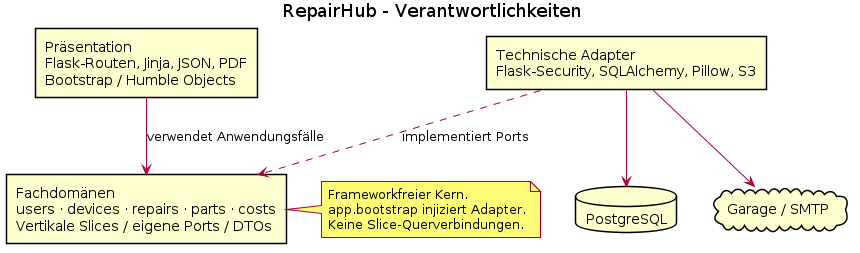 RepairHub - Verantwortlichkeiten
Präsentation
Flask-Routen, Jinja, JSON, PDF
Bootstrap / Humble Objects
Technische Adapter
Flask-Security, SQLAlchemy, Pillow, S3
verwendet Anwendungsfälle
implementiert Ports
Fachdomänen
users · devices · repairs · parts · costs
Vertikale Slices / eigene Ports / DTOs
Frameworkfreier Kern.
app.bootstrap injiziert Adapter.
Keine Slice-Querverbindungen.
PostgreSQL
Garage / SMTP